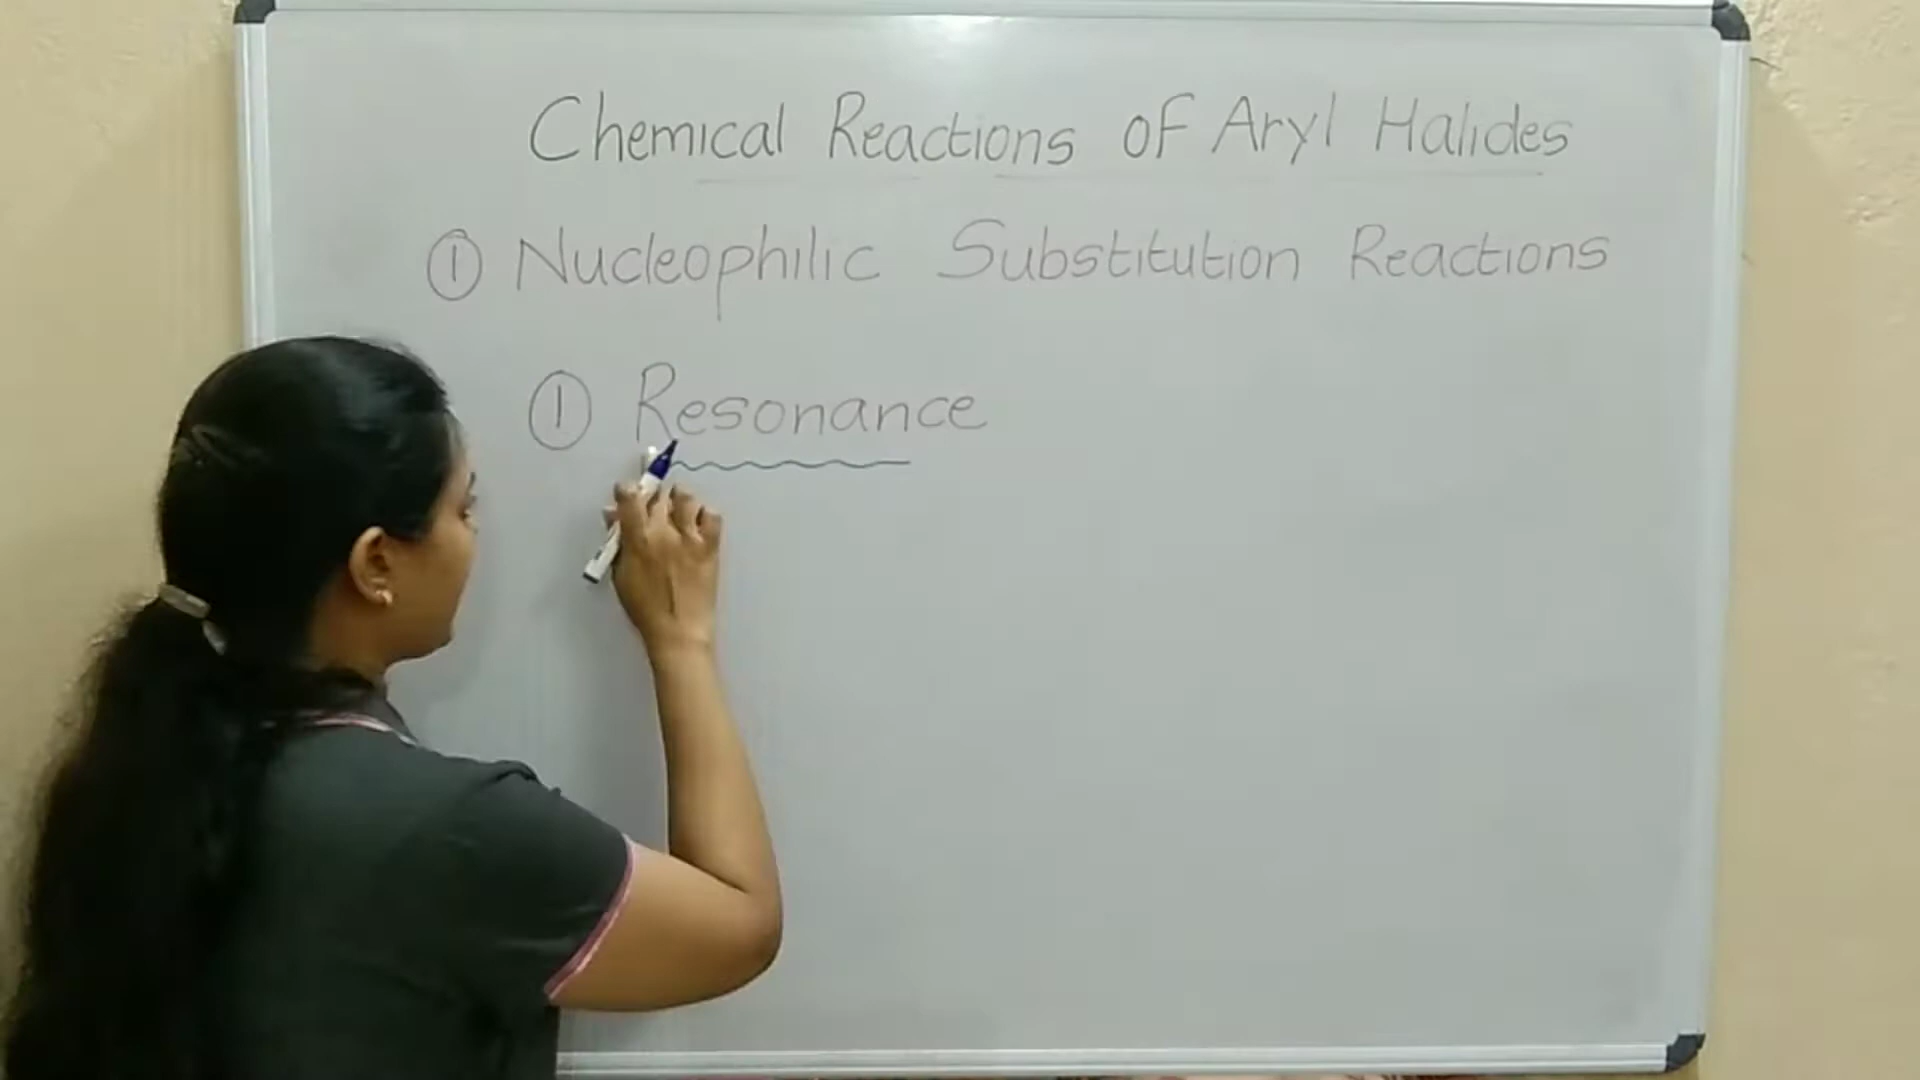 Chemical Reactions of Aryl Halides
① Nucleophilic Substitution Reactions
① Resonance